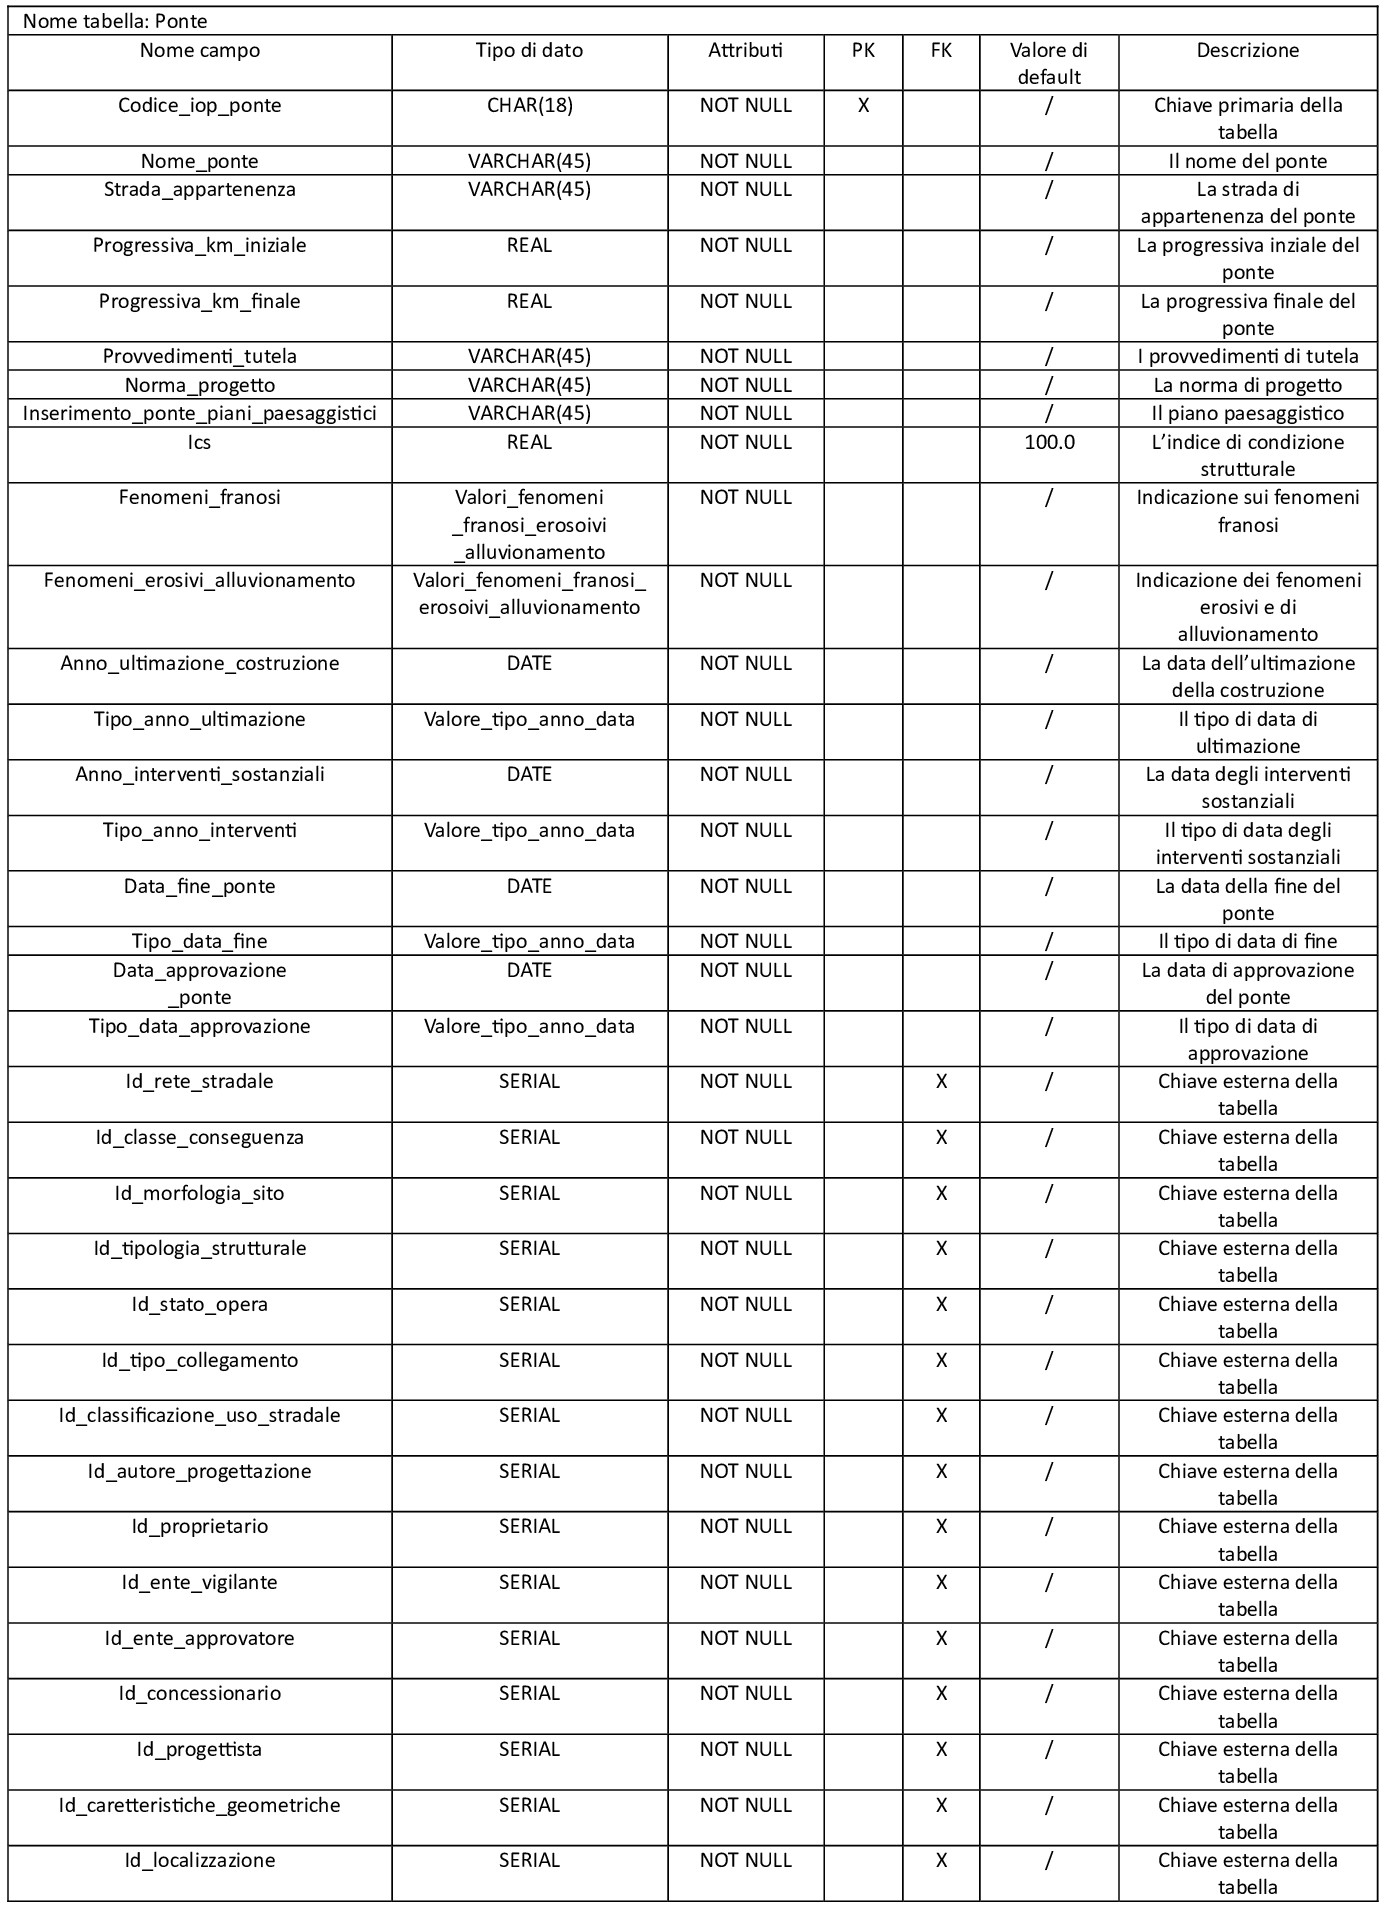 Nome tabella: Ponte
Nome campo Tipo di dato Attributi PK FK Valore di default Descrizione
Codice_iop_ponte CHAR(18) NOT NULL X / Chiave primaria della tabella
Nome_ponte VARCHAR(45) NOT NULL / Il nome del ponte
Strada_appartenenza VARCHAR(45) NOT NULL / La strada di appartenenza del ponte
Progressiva_km_iniziale REAL NOT NULL / La progressiva inziale del ponte
Progressiva_km_finale REAL NOT NULL / La progressiva finale del ponte
Provvedimenti_tutela VARCHAR(45) NOT NULL / I provvedimenti di tutela
Norma_progetto VARCHAR(45) NOT NULL / La norma di progetto
Inserimento_ponte_piani_paesaggistici VARCHAR(45) NOT NULL / Il piano paesaggistico
Ics REAL NOT NULL 100.0 L’indice di condizione strutturale
Fenomeni_franosi Valori_fenomeni _franosi_erosoivi _alluvionamento NOT NULL / Indicazione sui fenomeni franosi
Fenomeni_erosivi_alluvionamento Valori_fenomeni_franosi_ erosoivi_alluvionamento NOT NULL / Indicazione dei fenomeni erosivi e di alluvionamento
Anno_ultimazione_costruzione DATE NOT NULL / La data dell’ultimazione della costruzione
Tipo_anno_ultimazione Valore_tipo_anno_data NOT NULL / Il tipo di data di ultimazione
Anno_interventi_sostanziali DATE NOT NULL / La data degli interventi sostanziali
Tipo_anno_interventi Valore_tipo_anno_data NOT NULL / Il tipo di data degli interventi sostanziali
Data_fine_ponte DATE NOT NULL / La data della fine del ponte
Tipo_data_fine Valore_tipo_anno_data NOT NULL / Il tipo di data di fine
Data_approvazione _ponte DATE NOT NULL / La data di approvazione del ponte
Tipo_data_approvazione Valore_tipo_anno_data NOT NULL / Il tipo di data di approvazione
Id_rete_stradale SERIAL NOT NULL X / Chiave esterna della tabella
Id_classe_conseguenza SERIAL NOT NULL X / Chiave esterna della tabella
Id_morfologia_sito SERIAL NOT NULL X / Chiave esterna della tabella
Id_tipologia_strutturale SERIAL NOT NULL X / Chiave esterna della tabella
Id_stato_opera SERIAL NOT NULL X / Chiave esterna della tabella
Id_tipo_collegamento SERIAL NOT NULL X / Chiave esterna della tabella
Id_classificazione_uso_stradale SERIAL NOT NULL X / Chiave esterna della tabella
Id_autore_progettazione SERIAL NOT NULL X / Chiave esterna della tabella
Id_proprietario SERIAL NOT NULL X / Chiave esterna della tabella
Id_ente_vigilante SERIAL NOT NULL X / Chiave esterna della tabella
Id_ente_approvatore SERIAL NOT NULL X / Chiave esterna della tabella
Id_concessionario SERIAL NOT NULL X / Chiave esterna della tabella
Id_progettista SERIAL NOT NULL X / Chiave esterna della tabella
Id_caretteristiche_geometriche SERIAL NOT NULL X / Chiave esterna della tabella
Id_localizzazione SERIAL NOT NULL X / Chiave esterna della tabella